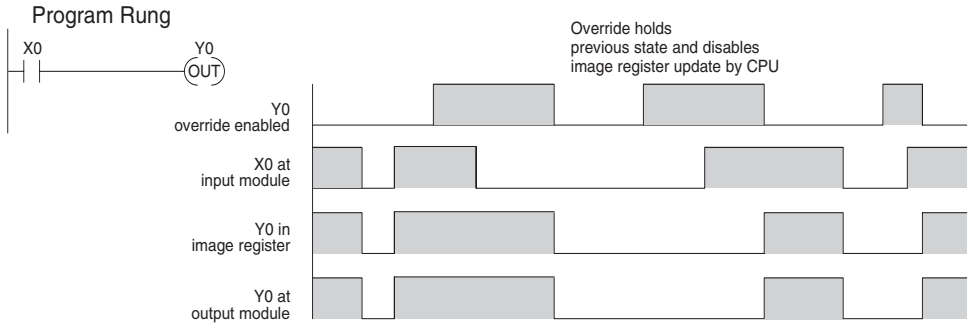 Program Rung
X0
Y0
OUT
Override holds
previous state and disables
image register update by CPU
Y0
override enabled
X0 at
input module
Y0 in
image register
Y0 at
output module